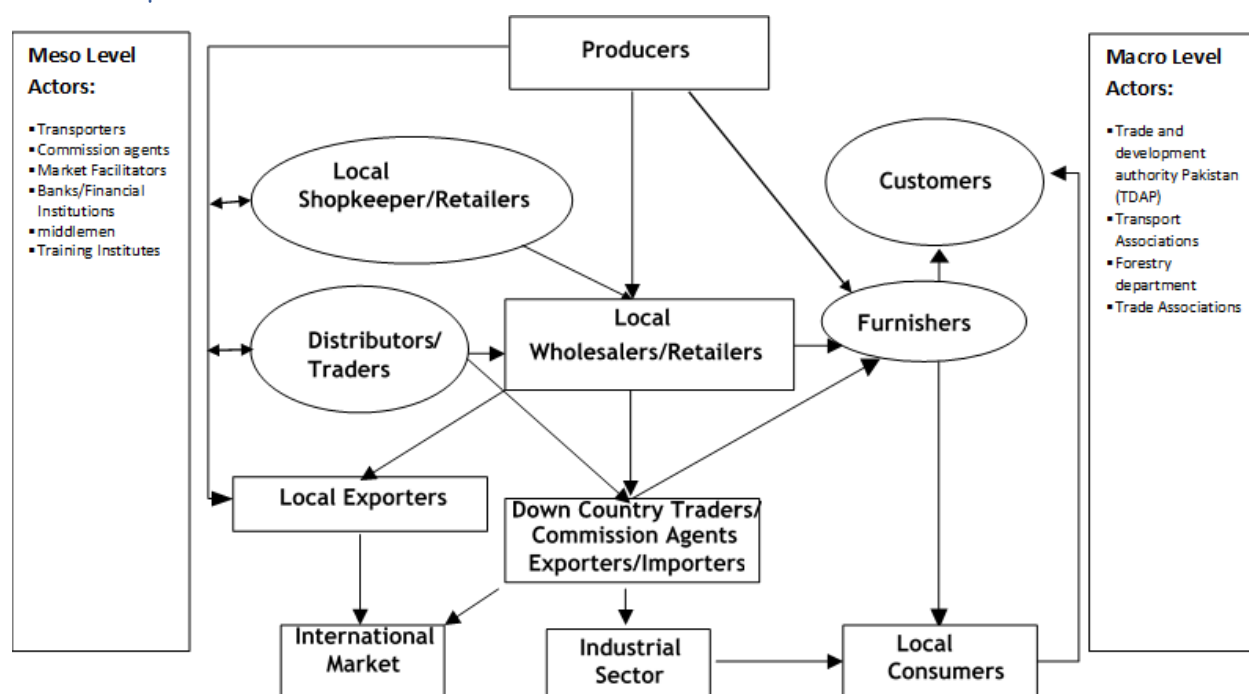 Meso Level
Actors:
▪Transporters
▪Commission agents
▪Market Facilitators
▪Banks/Financial
Institutions
▪middlemen
▪Training Institutes
Producers
Local
Shopkeeper/Retailers
Customers
Distributors/
Traders
Local
Wholesalers/Retailers
Furnishers
Local Exporters
Down Country Traders/
Commission Agents
Exporters/Importers
International
Market
Industrial
Sector
Local
Consumers
Macro Level
Actors:
▪Trade and
development
authority Pakistan
(TDAP)
▪Transport
Associations
▪Forestry
department
▪Trade Associations